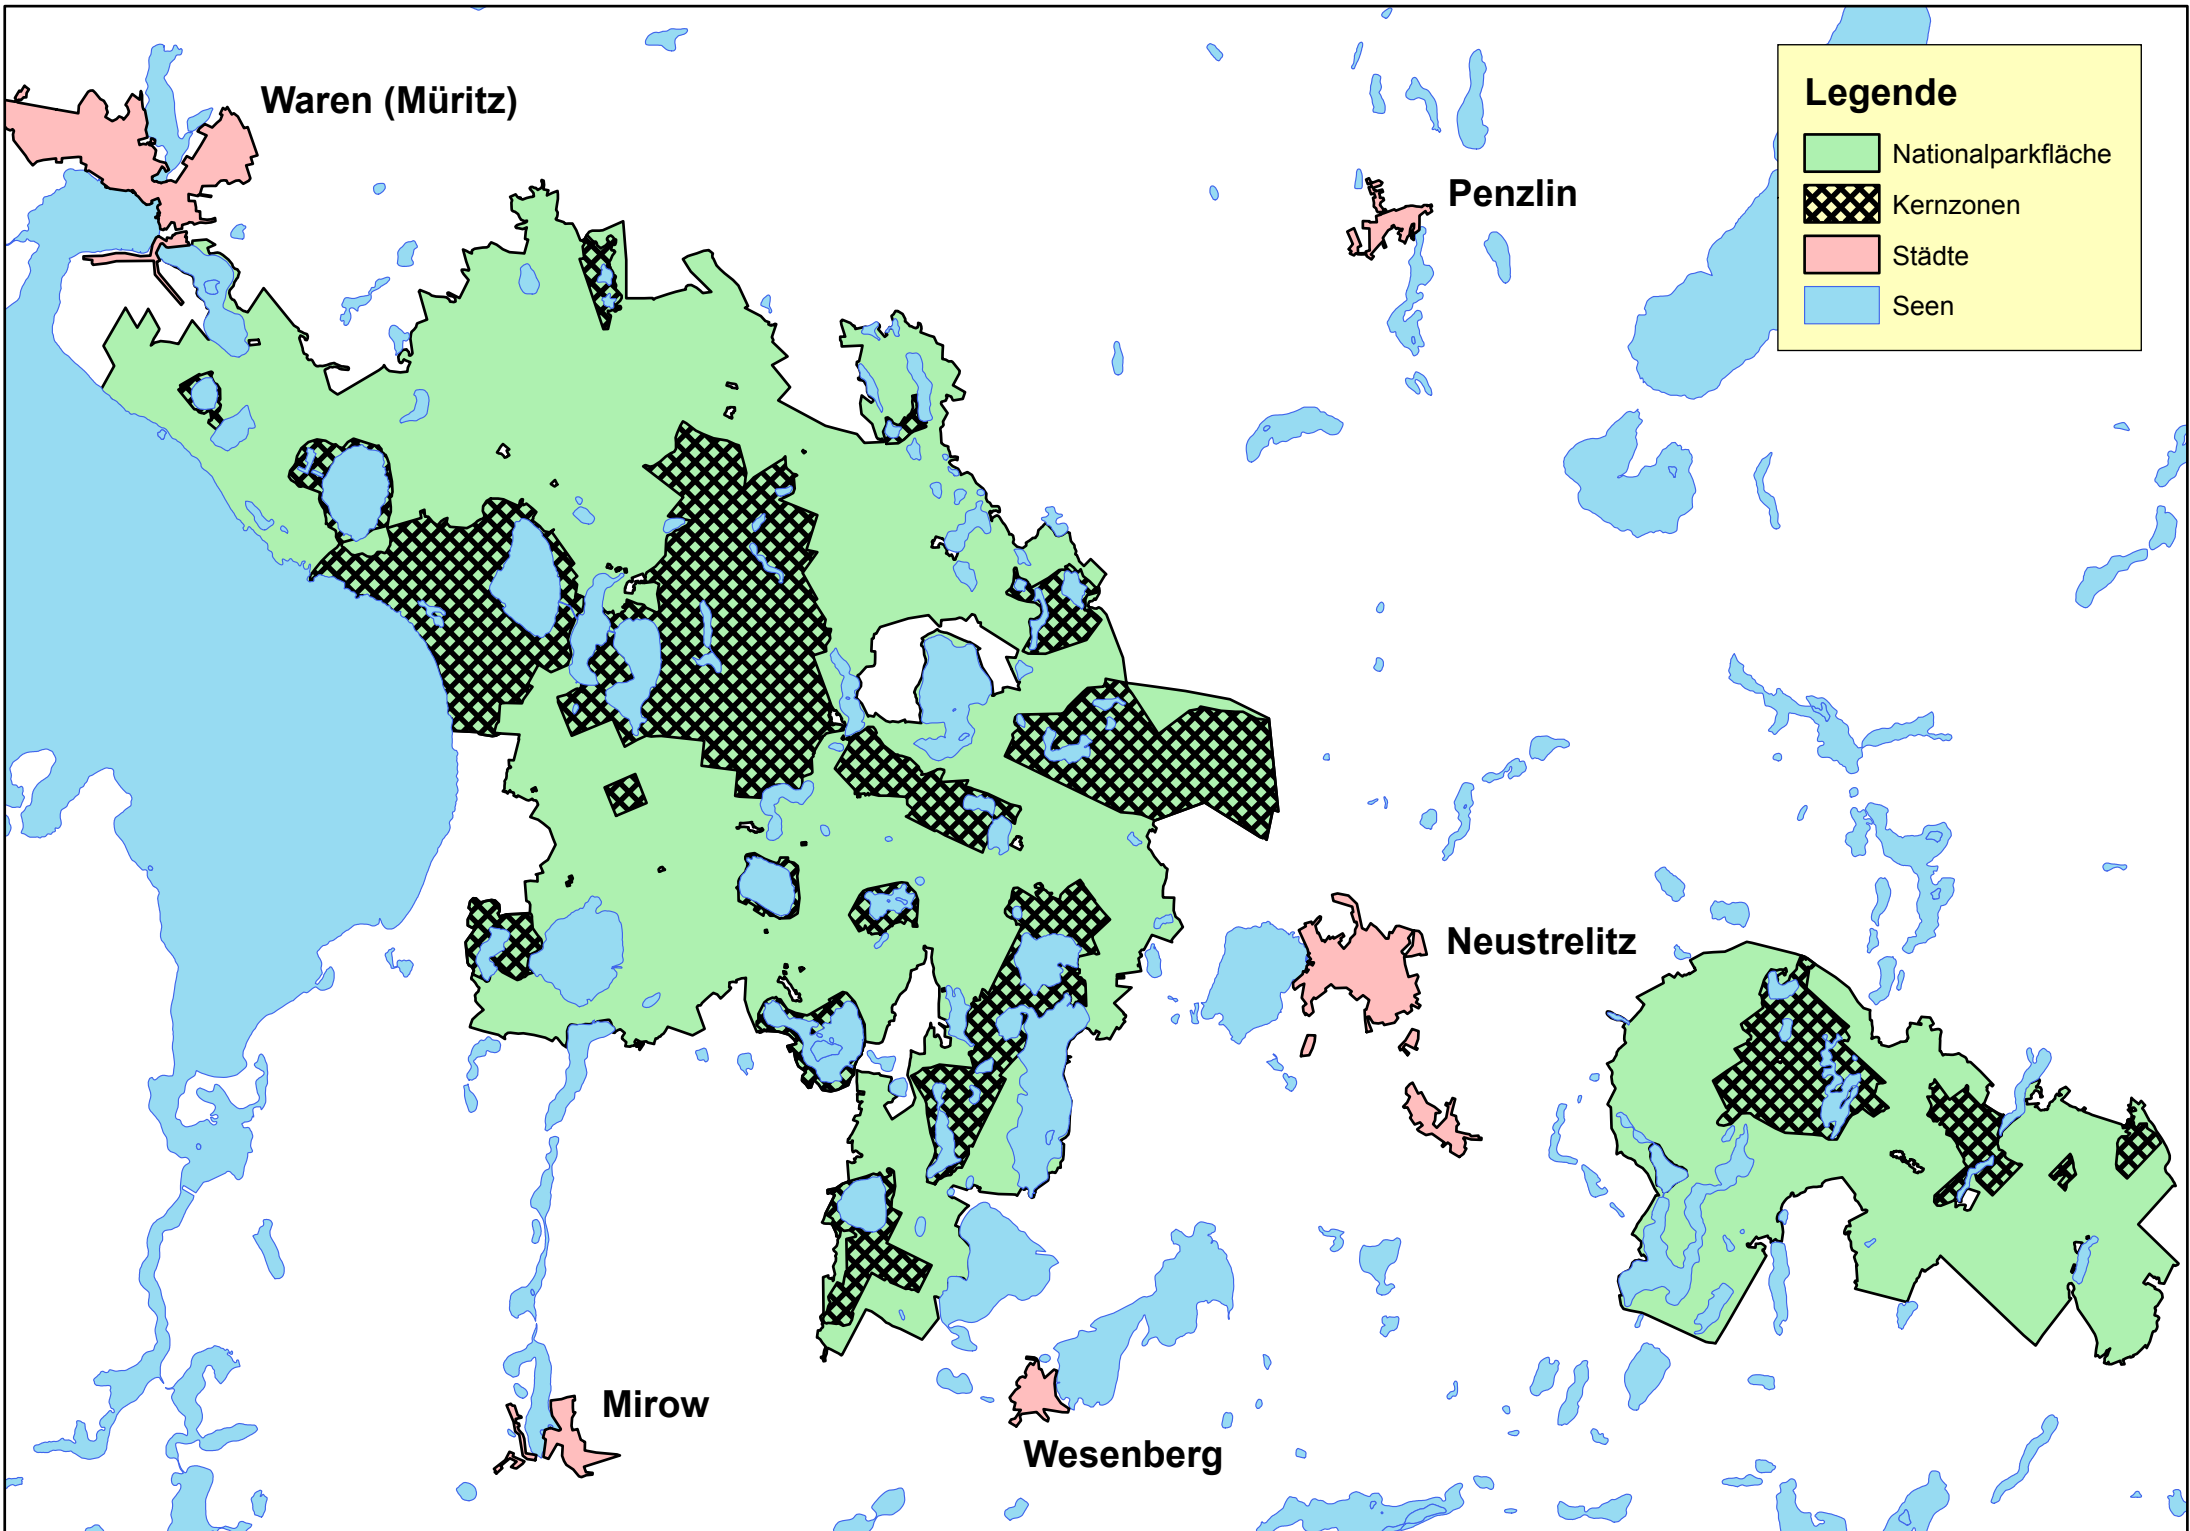 Waren (Müritz)
Penzlin
Legende
Nationalparkfläche
Kernzonen
Städte
Seen
Neustrelitz
Mirow
Wesenberg